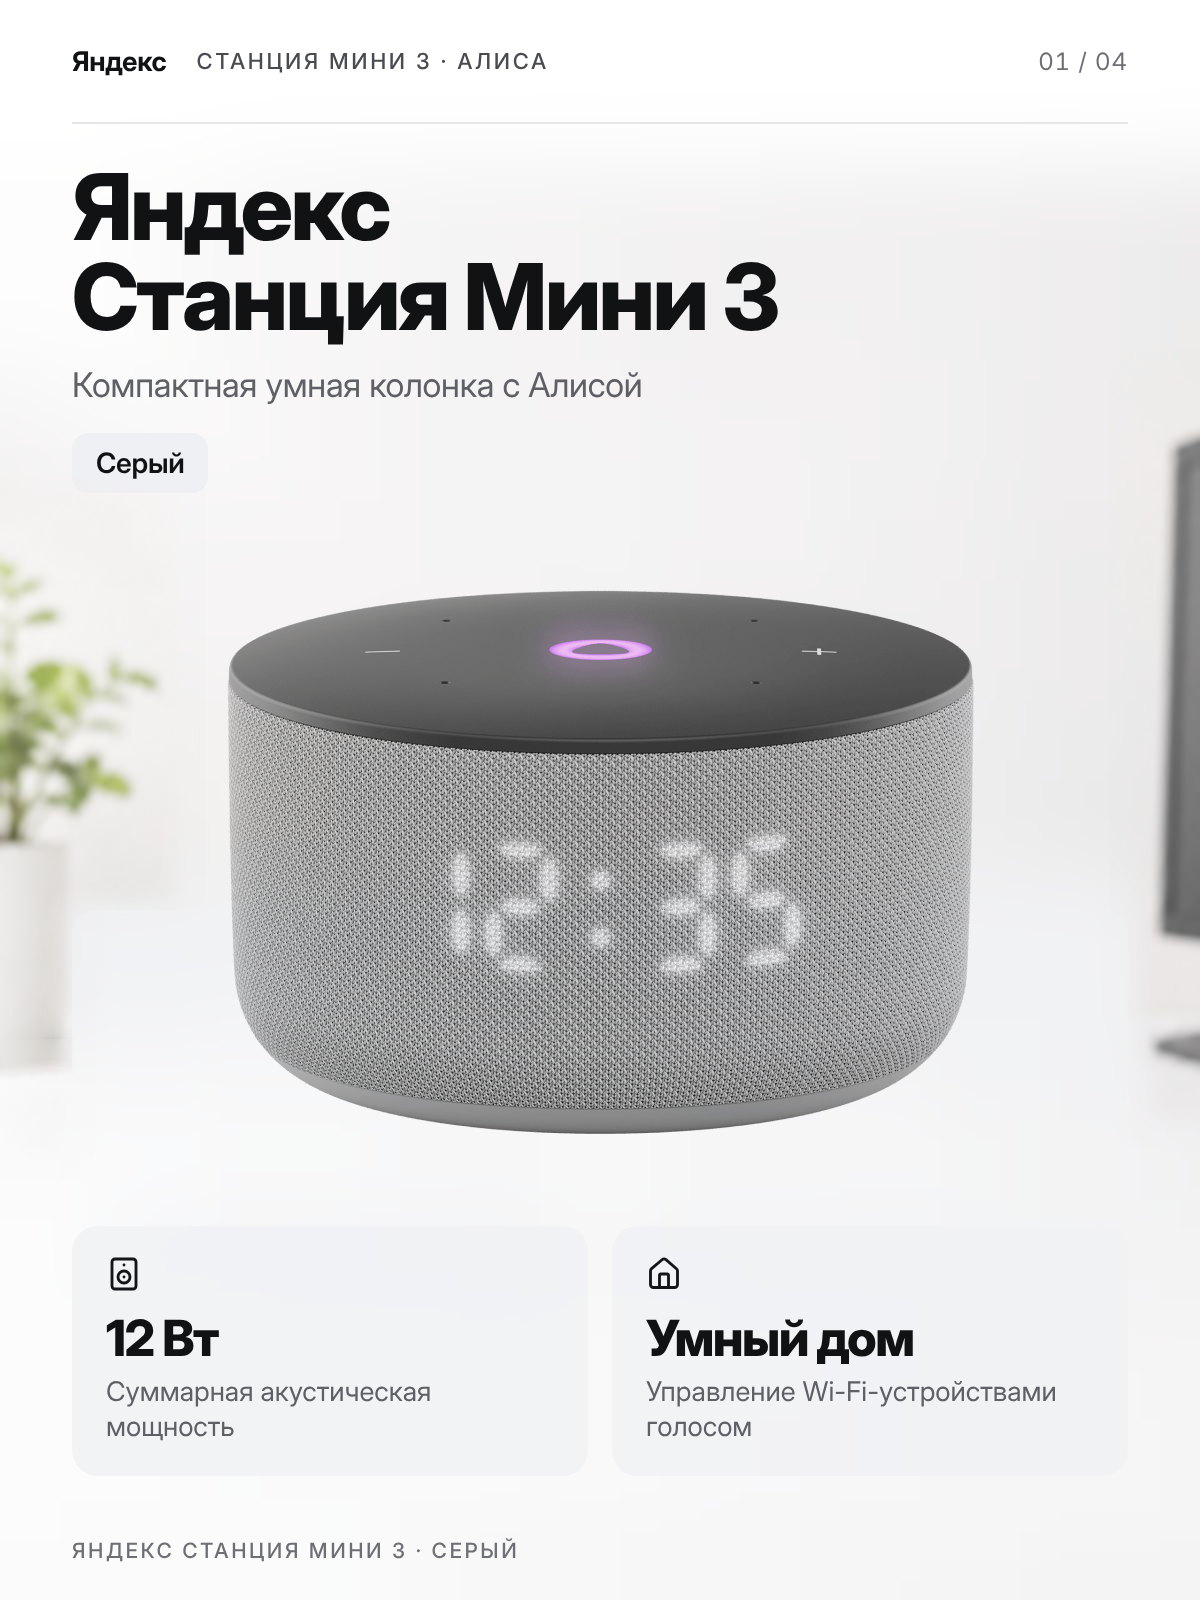 Яндекс СТАНЦИЯ МИНИ 3 · АЛИСА 01 / 04
Яндекс
Станция Мини 3
Компактная умная колонка с Алисой
Серый
12:35
12 Вт
Суммарная акустическая
мощность
Умный дом
Управление Wi-Fi-устройствами
голосом
ЯНДЕКС СТАНЦИЯ МИНИ 3 · СЕРЫЙ